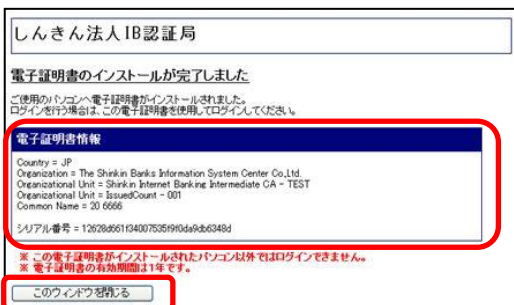 しんきん法人IB認証局
電子証明書のインストールが完了しました
ご使用のパソコンへ電子証明書がインストールされました。
ログインを行う場合は、この電子証明書を使用してログインしてください。
電子証明書情報
Country = JP
Organization = The Shinkin Banks Information System Center Co.,Ltd.
Organizational Unit = Shinkin Internet Banking Intermediate CA - TEST
Organizational Unit = IssuedCount - 001
Common Name = 20 6666
シリアル番号 = 12628d661f34007535f9f0da9db6348d
※ この電子証明書がインストールされたパソコン以外ではログインできません。
※ 電子証明書の有効期間は1年です。
このウィンドウを閉じる